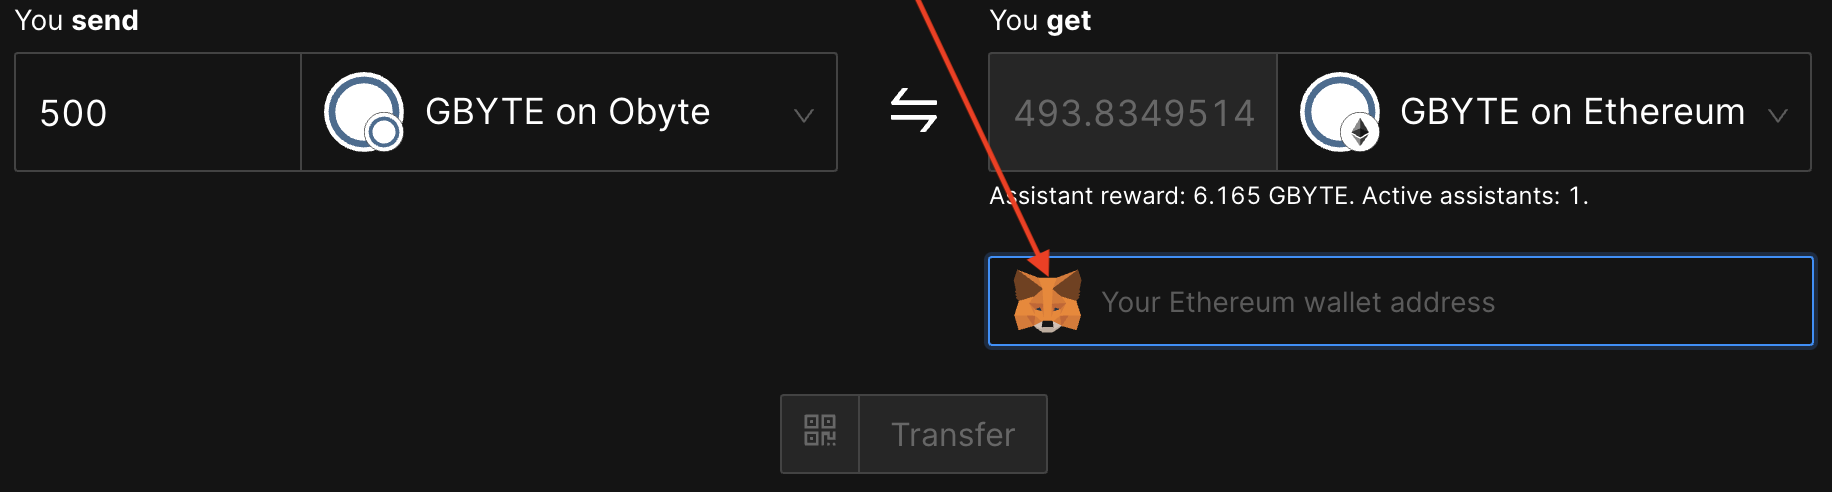 You send
You get
500
GBYTE on Obyte
493.8349514
GBYTE on Ethereum
Assistant reward: 6.165 GBYTE. Active assistants: 1.
Your Ethereum wallet address
Transfer